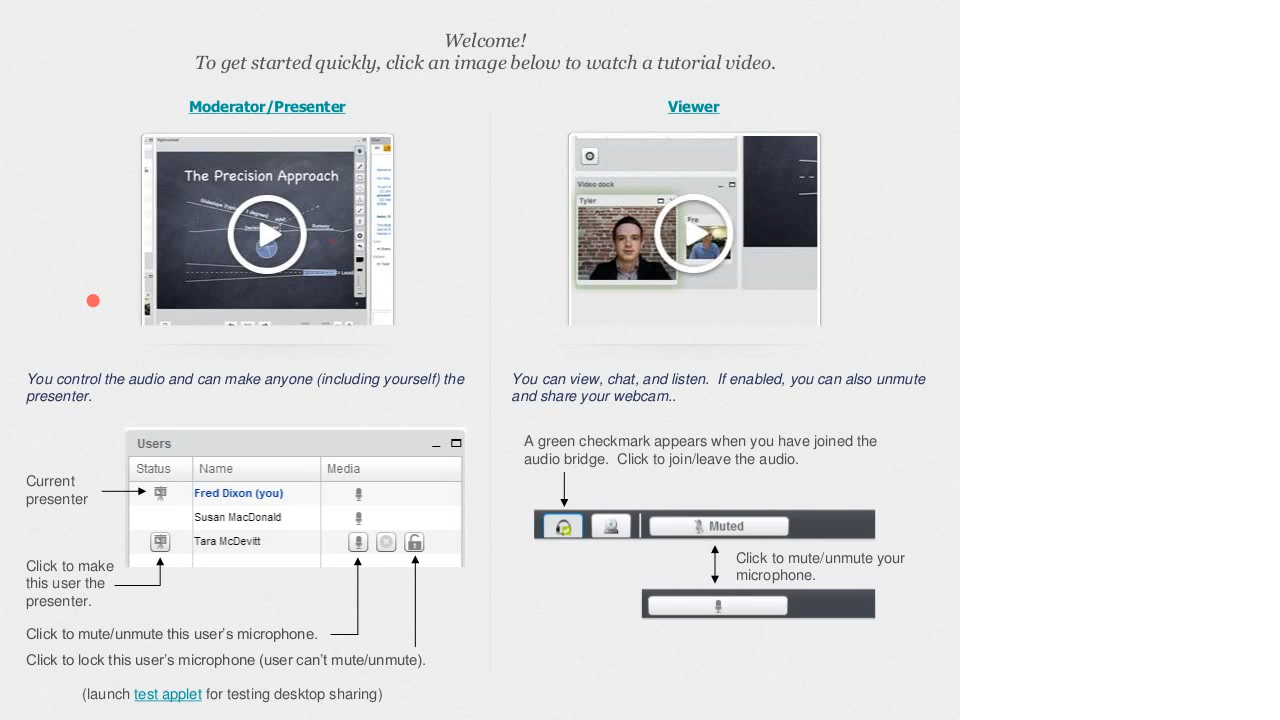 Welcome!
To get started quickly, click an image below to watch a tutorial video.
Moderator/Presenter
The Precision Approach
Runway
You control the audio and can make anyone (including yourself) the
presenter.
Users
Status Name Media
Current
presenter
Fred Dixon (you)
Susan MacDonald
Tara McDevitt
Click to make
this user the
presenter.
Click to mute/unmute this user's microphone.
Click to lock this user's microphone (user can't mute/unmute).
(launch test applet for testing desktop sharing)
Viewer
Video dock
Tyler
Fre
You can view, chat, and listen.  If enabled, you can also unmute
and share your webcam..
A green checkmark appears when you have joined the
audio bridge.  Click to join/leave the audio.
Muted
Click to mute/unmute your
microphone.